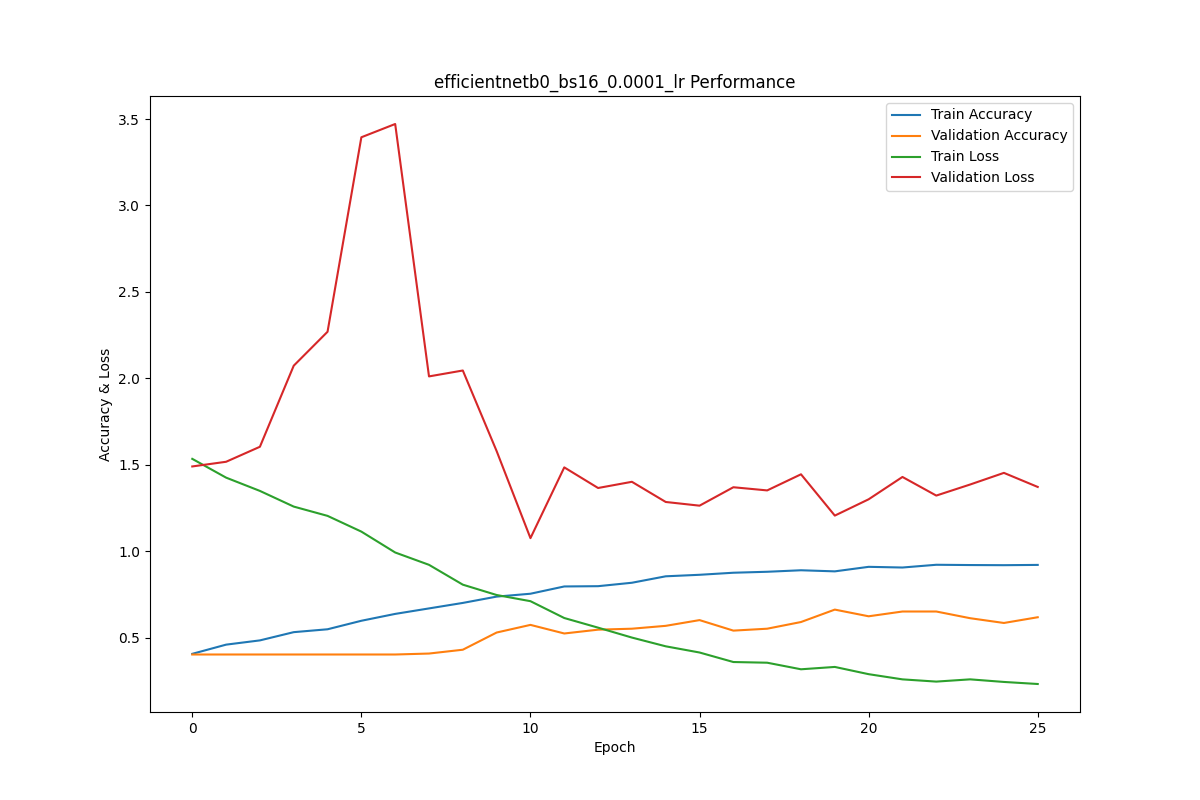 efficientnetb0_bs16_0.0001_lr Performance
Train Accuracy
Validation Accuracy
Train Loss
Validation Loss
3.5
3.0
2.5
2.0
1.5
1.0
0.5
Accuracy & Loss
0 5 10 15 20 25
Epoch